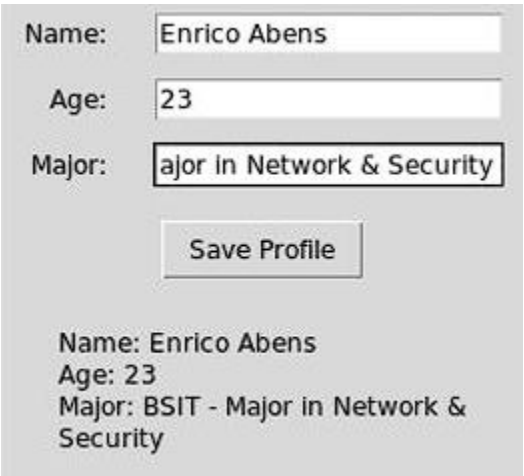 Name: Enrico Abens
Age: 23
Major: ajor in Network & Security
Save Profile
Name: Enrico Abens
Age: 23
Major: BSIT - Major in Network &
Security